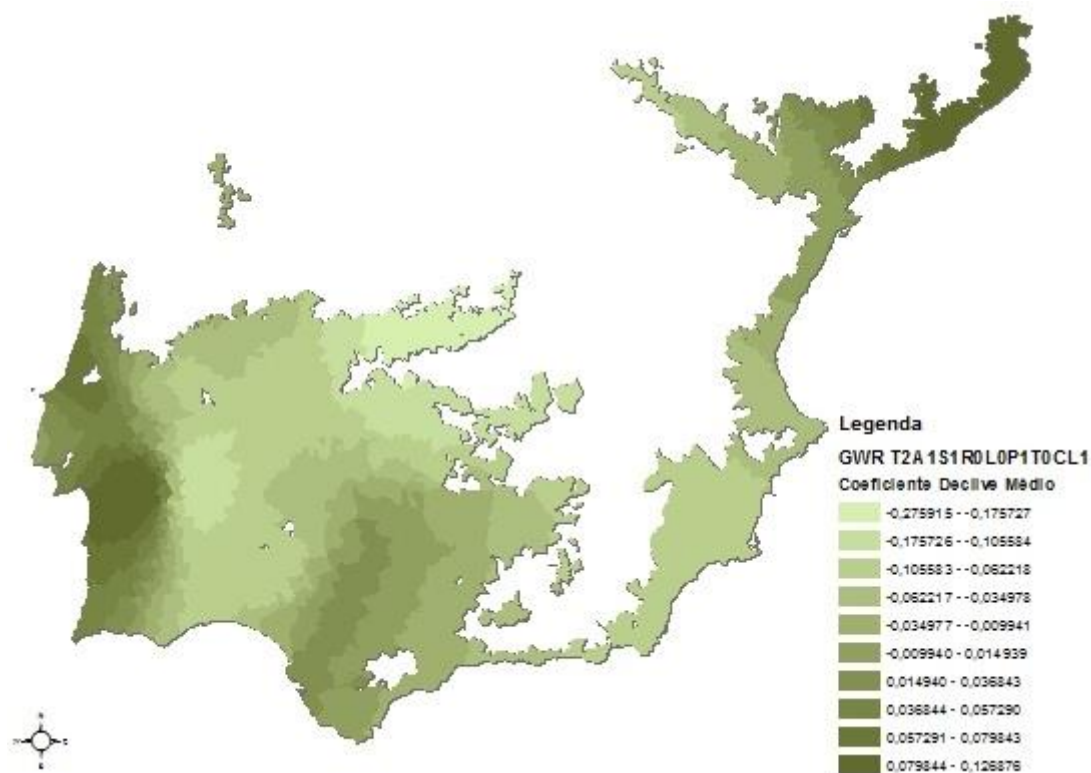 Legenda
GWR T2A1S1R0L0P1T0CL1
Coeficiente Declive Médio
-0,275915 - -0,175727
-0,175726 - -0,105584
-0,105583 - -0,062218
-0,062217 - -0,034978
-0,034977 - -0,009941
-0,009940 - 0,014939
0,014940 - 0,036843
0,036844 - 0,057290
0,057291 - 0,079843
0,079844 - 0,126876